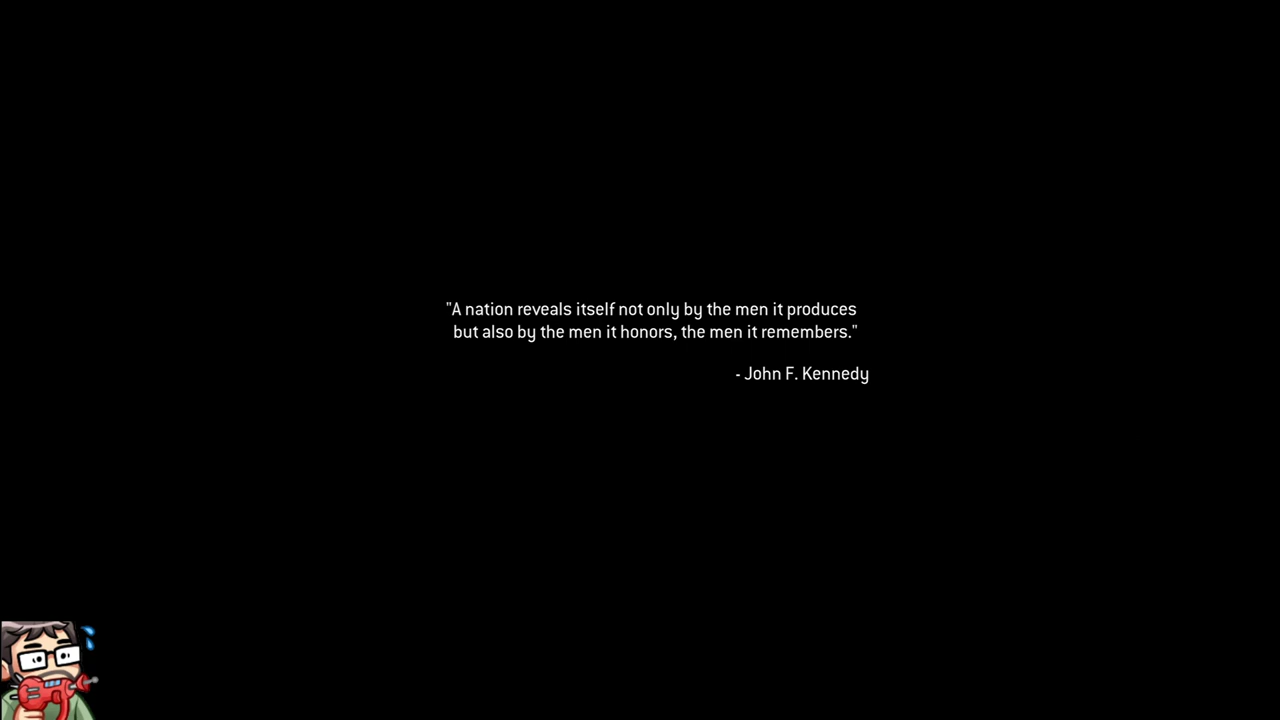 "A nation reveals itself not only by the men it produces
but also by the men it honors, the men it remembers."
- John F. Kennedy